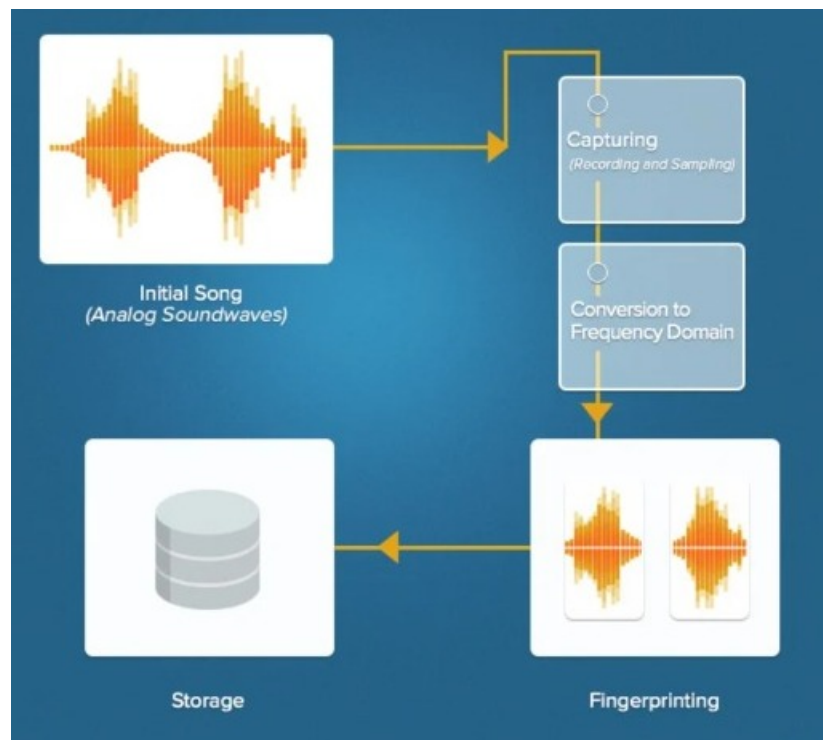 Initial Song
(Analog Soundwaves)
Capturing
(Recording and Sampling)
Conversion to
Frequency Domain
Fingerprinting
Storage